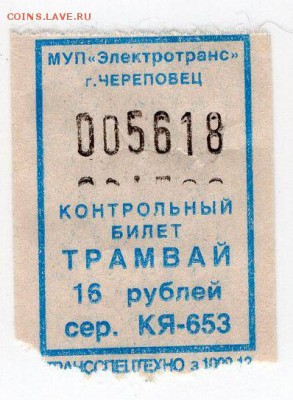 COINS.LAVE.RU
МУП «Электротранс»
г.ЧЕРЕПОВЕЦ
005618
КОНТРОЛЬНЫЙ
БИЛЕТ
ТРАМВАЙ
16 рублей
сер. КЯ-653